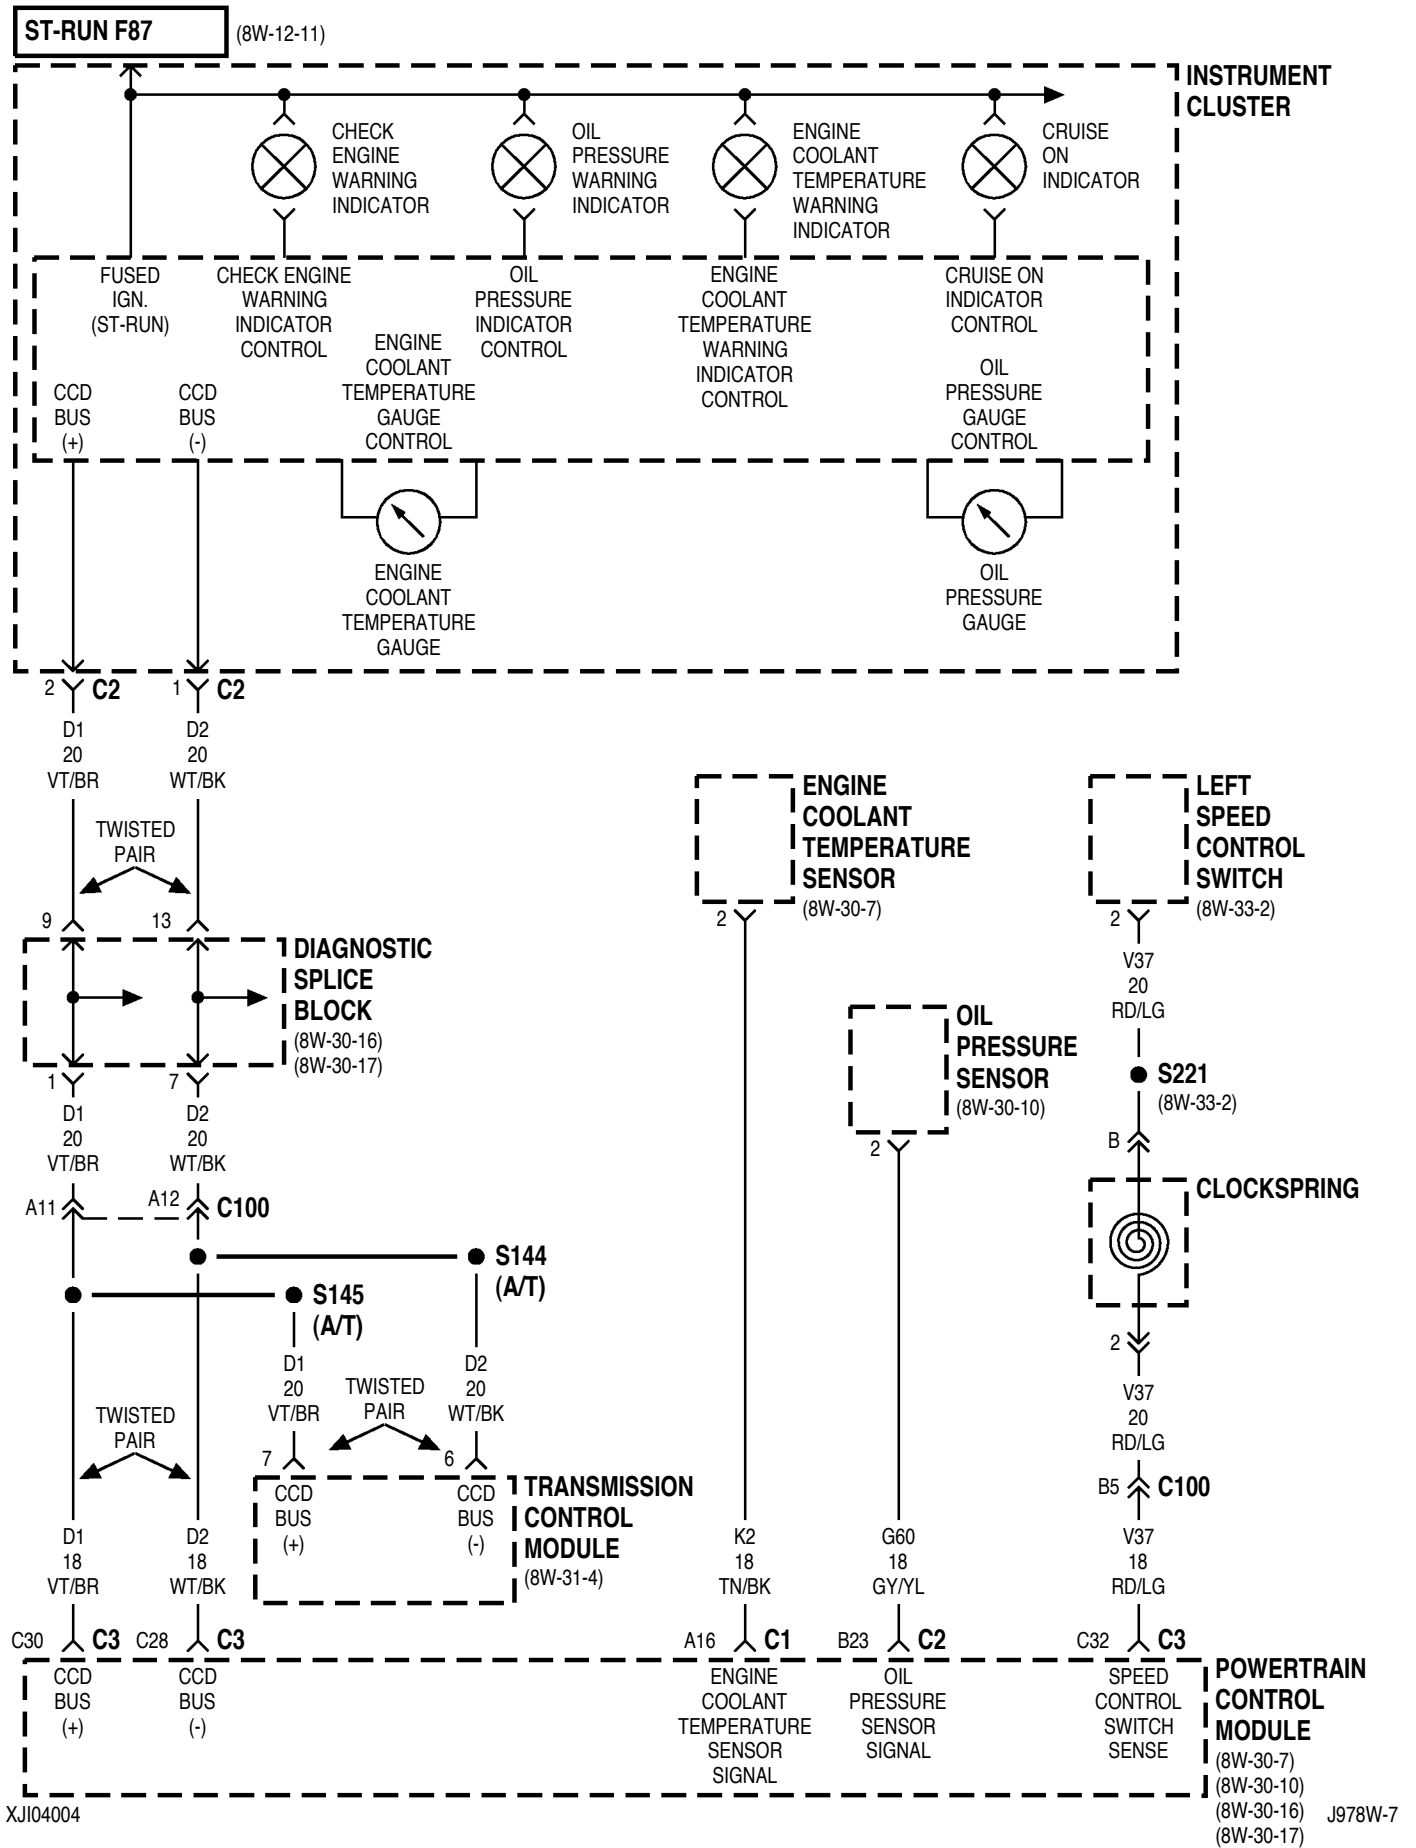 ST-RUN F87
(8W-12-11)
INSTRUMENT
CLUSTER
CHECK
ENGINE
WARNING
INDICATOR
OIL
PRESSURE
WARNING
INDICATOR
ENGINE
COOLANT
TEMPERATURE
WARNING
INDICATOR
CRUISE
ON
INDICATOR
FUSED
IGN.
(ST-RUN)
CHECK ENGINE
WARNING
INDICATOR
CONTROL
OIL
PRESSURE
INDICATOR
CONTROL
ENGINE
COOLANT
TEMPERATURE
WARNING
INDICATOR
CONTROL
CRUISE ON
INDICATOR
CONTROL
CCD
BUS
(+)
CCD
BUS
(-)
ENGINE
COOLANT
TEMPERATURE
GAUGE
CONTROL
OIL
PRESSURE
GAUGE
CONTROL
ENGINE
COOLANT
TEMPERATURE
GAUGE
OIL
PRESSURE
GAUGE
2 C2
1 C2
D1
20
VT/BR
D2
20
WT/BK
TWISTED
PAIR
9
13
DIAGNOSTIC
SPLICE
BLOCK
(8W-30-16)
(8W-30-17)
1
7
D1
20
VT/BR
D2
20
WT/BK
A11
A12
C100
S144
(A/T)
S145
(A/T)
D1
20
VT/BR
D2
20
WT/BK
TWISTED
PAIR
7
6
CCD
BUS
(+)
CCD
BUS
(-)
TRANSMISSION
CONTROL
MODULE
(8W-31-4)
TWISTED
PAIR
D1
18
VT/BR
D2
18
WT/BK
ENGINE
COOLANT
TEMPERATURE
SENSOR
(8W-30-7)
2
K2
18
TN/BK
OIL
PRESSURE
SENSOR
(8W-30-10)
2
G60
18
GY/YL
LEFT
SPEED
CONTROL
SWITCH
(8W-33-2)
2
V37
20
RD/LG
S221
(8W-33-2)
B
CLOCKSPRING
2
V37
20
RD/LG
B5 C100
V37
18
RD/LG
C30 C3
C28 C3
A16 C1
B23 C2
C32 C3
CCD
BUS
(+)
CCD
BUS
(-)
ENGINE
COOLANT
TEMPERATURE
SENSOR
SIGNAL
OIL
PRESSURE
SENSOR
SIGNAL
SPEED
CONTROL
SWITCH
SENSE
POWERTRAIN
CONTROL
MODULE
(8W-30-7)
(8W-30-10)
(8W-30-16)
(8W-30-17)
XJI04004
J978W-7